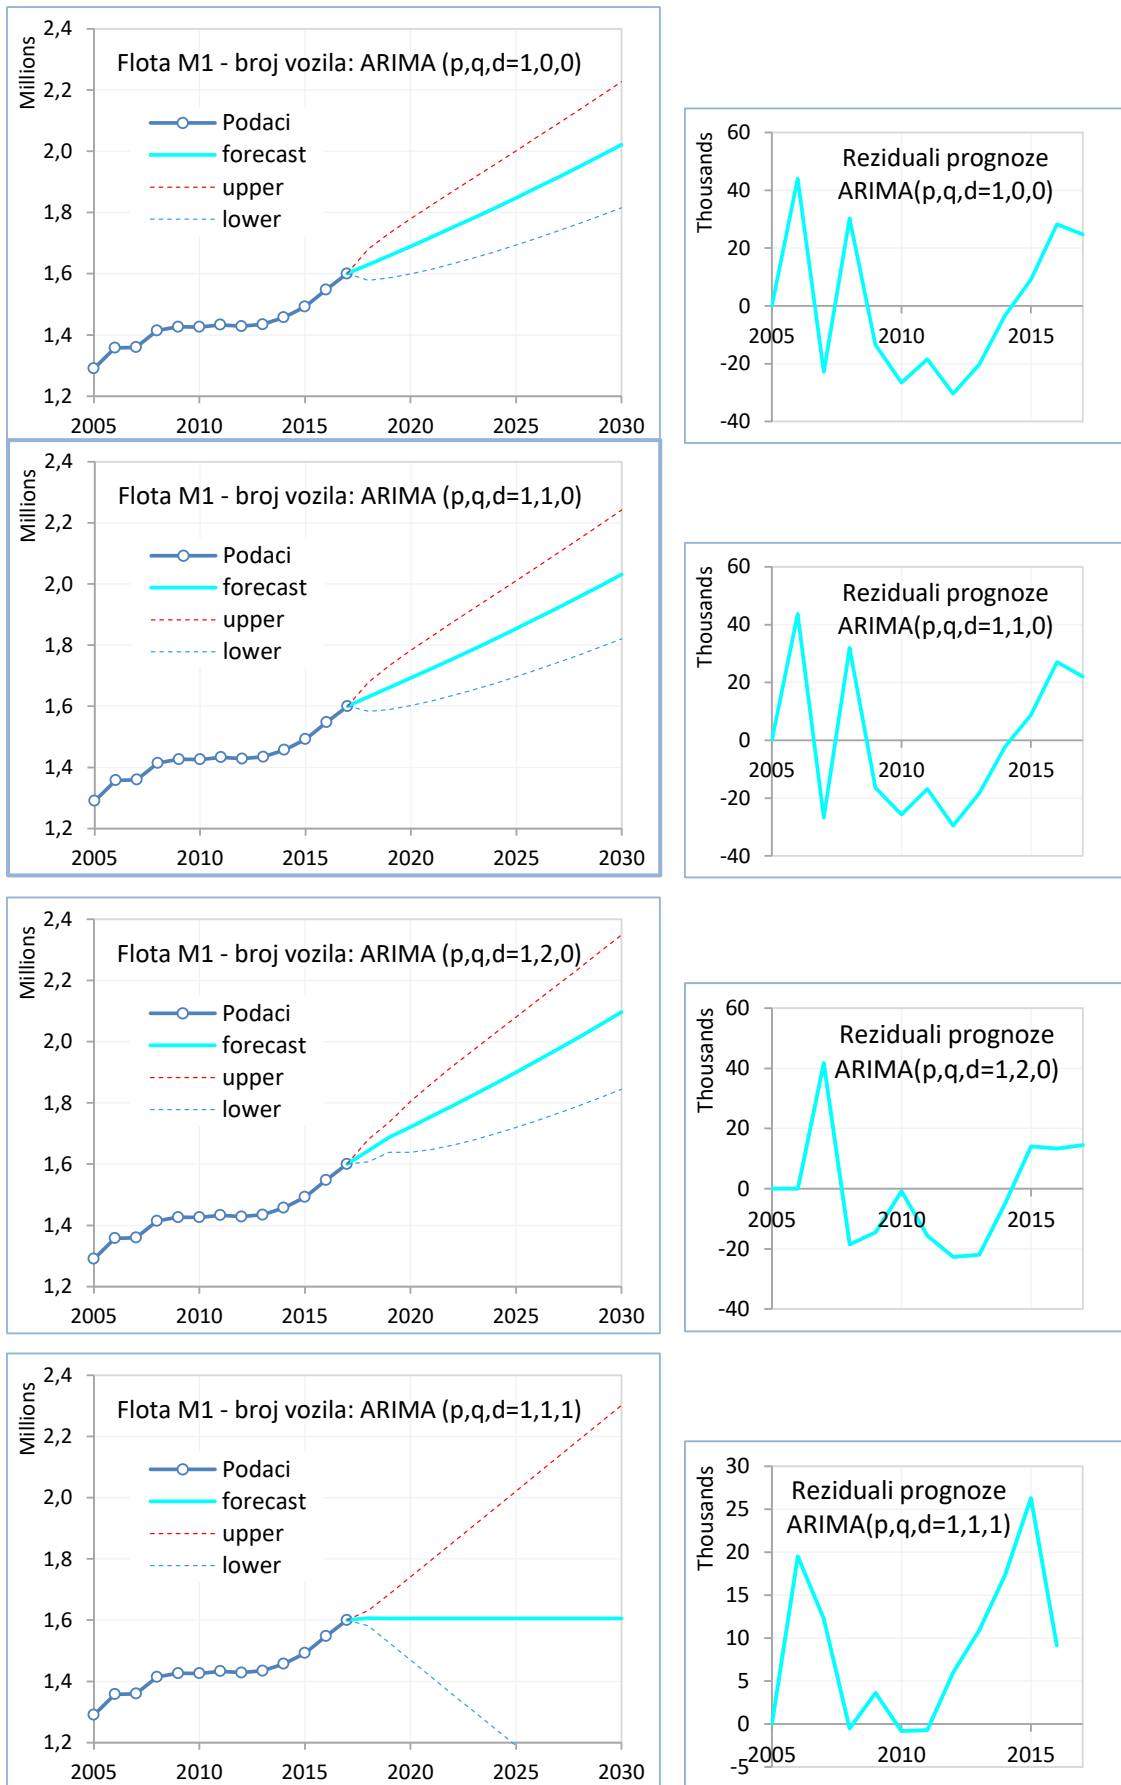 Flota M1 - broj vozila: ARIMA (p,q,d=1,0,0)
Millions
2,4
2,2
2,0
1,8
1,6
1,4
1,2
Podaci
forecast
upper
lower
2005 2010 2015 2020 2025 2030
Reziduali prognoze
ARIMA(p,q,d=1,0,0)
Thousands
60
40
20
0
-20
-40
2005 2010 2015
Flota M1 - broj vozila: ARIMA (p,q,d=1,1,0)
Millions
2,4
2,2
2,0
1,8
1,6
1,4
1,2
Podaci
forecast
upper
lower
2005 2010 2015 2020 2025 2030
Reziduali prognoze
ARIMA(p,q,d=1,1,0)
Thousands
60
40
20
0
-20
-40
2005 2010 2015
Flota M1 - broj vozila: ARIMA (p,q,d=1,2,0)
Millions
2,4
2,2
2,0
1,8
1,6
1,4
1,2
Podaci
forecast
upper
lower
2005 2010 2015 2020 2025 2030
Reziduali prognoze
ARIMA(p,q,d=1,2,0)
Thousands
60
40
20
0
-20
-40
2005 2010 2015
Flota M1 - broj vozila: ARIMA (p,q,d=1,1,1)
Millions
2,4
2,2
2,0
1,8
1,6
1,4
1,2
Podaci
forecast
upper
lower
2005 2010 2015 2020 2025 2030
Reziduali prognoze
ARIMA(p,q,d=1,1,1)
Thousands
30
25
20
15
10
5
0
-5
2005 2010 2015